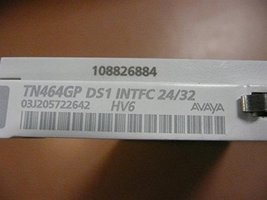 108826884
TN464GP DS1 INTFC 24/32
03J205722642 HV6 AVAYA